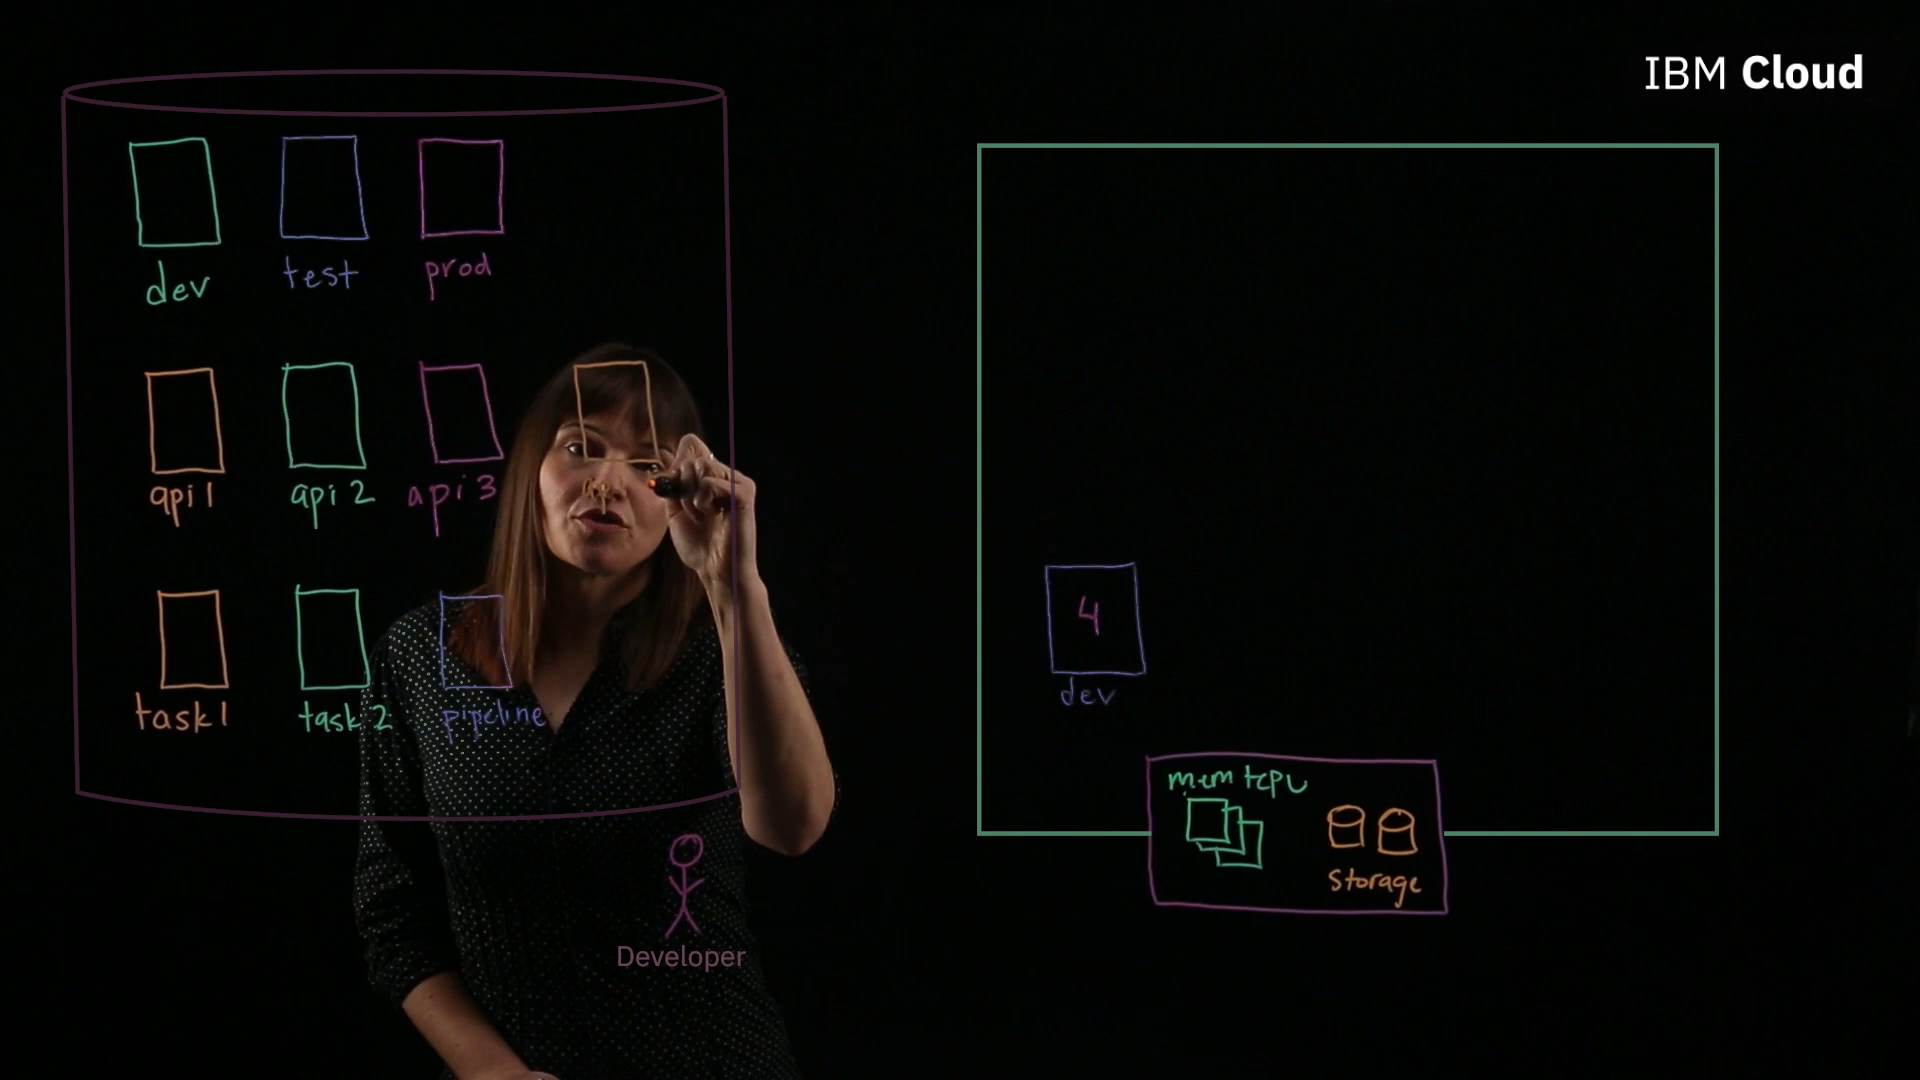 IBM Cloud
dev test prod
api 1 api 2 api 3
task 1 task 2 pipeline
4
dev
mem + cpu
storage
Developer